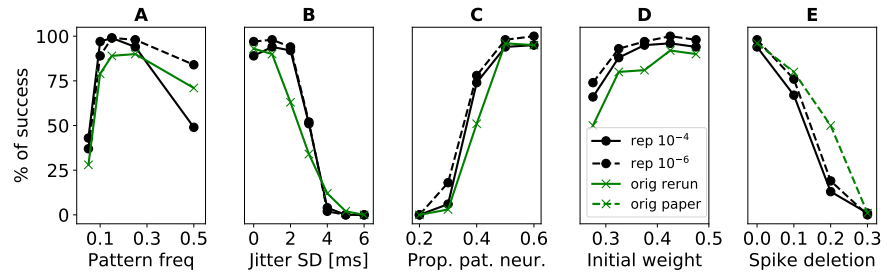 A B C D E
% of success
100
75
50
25
0
rep 10⁻⁴
rep 10⁻⁶
orig rerun
orig paper
0.1 0.3 0.5 0 2 4 6 0.2 0.4 0.6 0.3 0.4 0.5 0.0 0.1 0.2 0.3
Pattern freq Jitter SD [ms] Prop. pat. neur. Initial weight Spike deletion